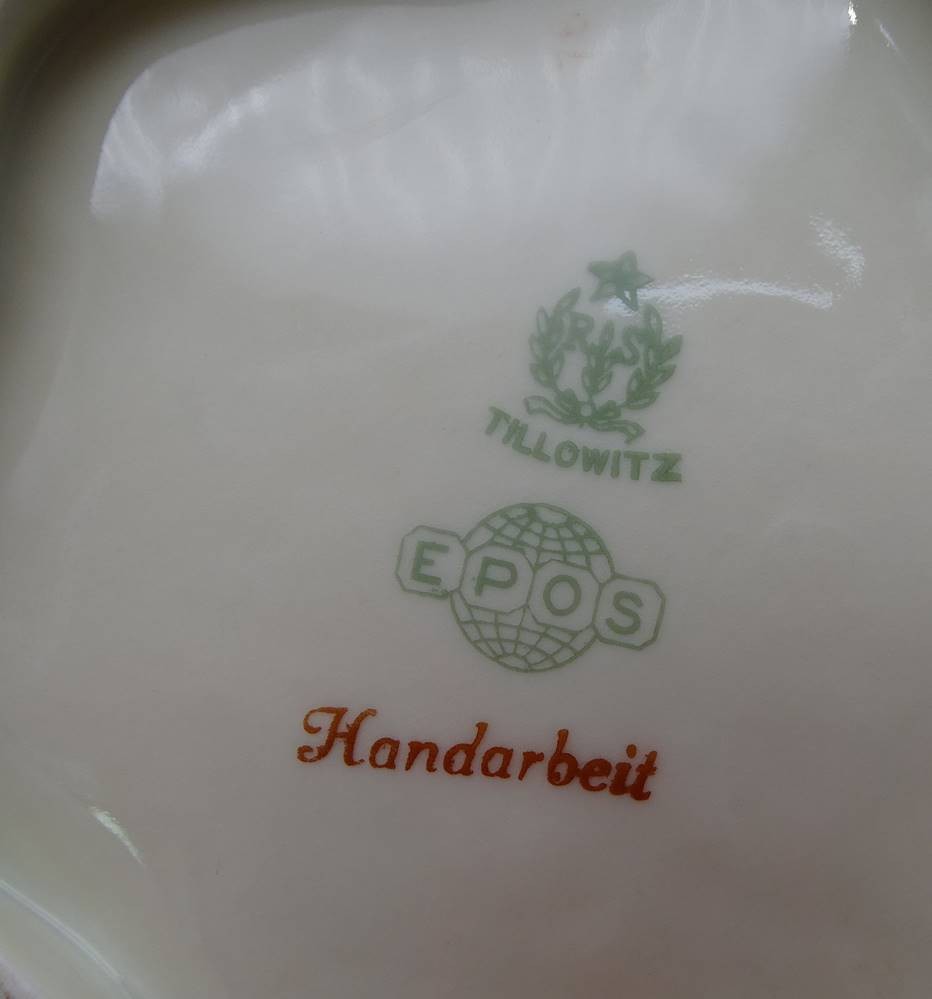 RS
TILLOWITZ
EPOS
Handarbeit